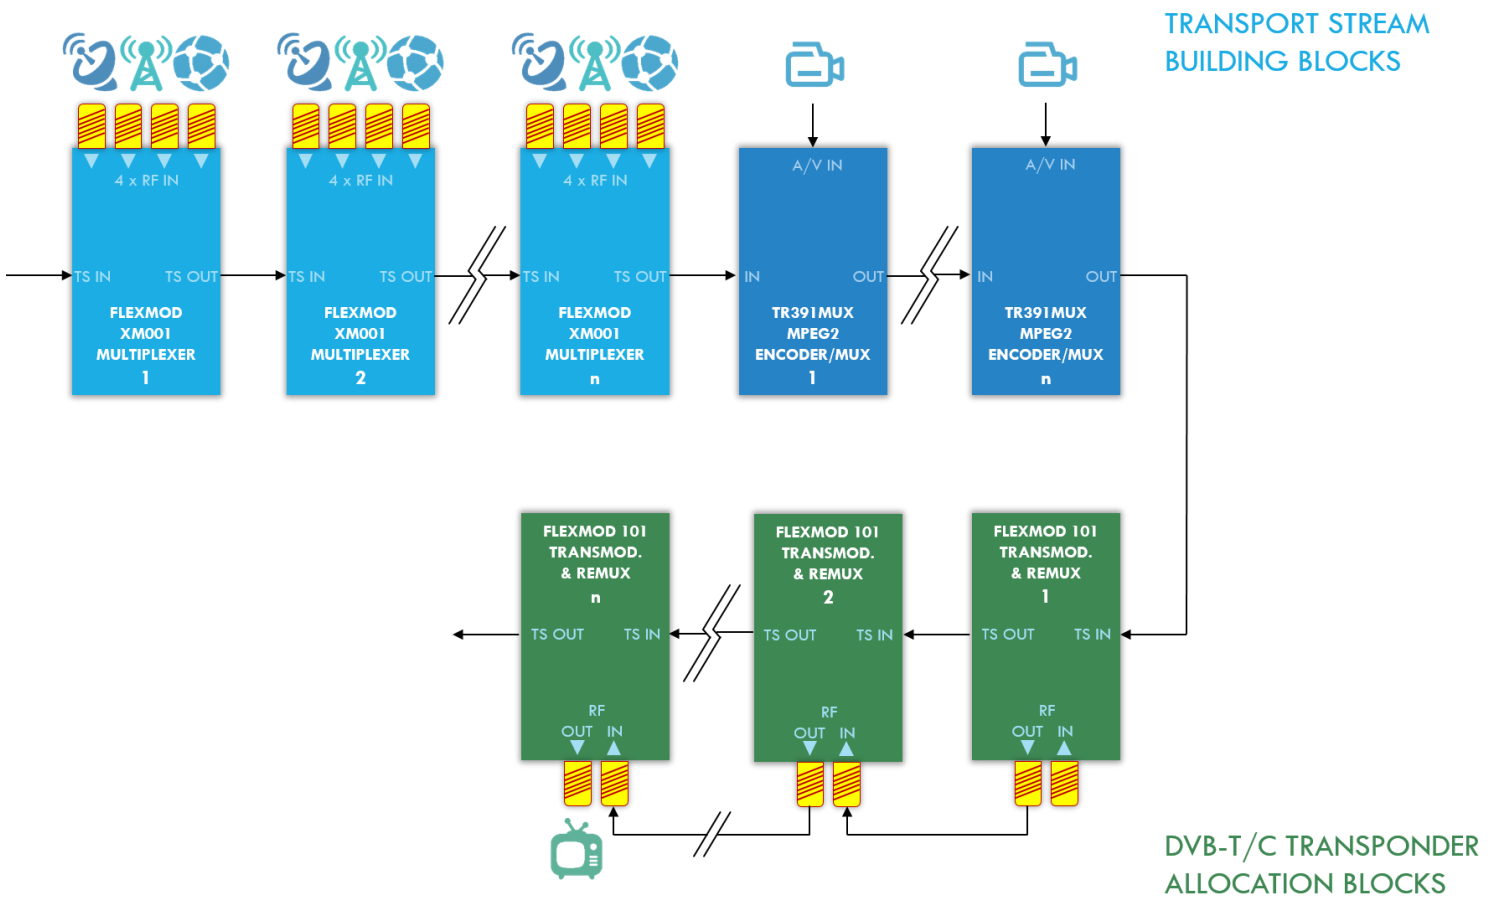 TRANSPORT STREAM
BUILDING BLOCKS
4 x RF IN
TS IN
TS OUT
FLEXMOD
XM001
MULTIPLEXER
1
4 x RF IN
TS IN
TS OUT
FLEXMOD
XM001
MULTIPLEXER
2
4 x RF IN
TS IN
TS OUT
FLEXMOD
XM001
MULTIPLEXER
n
A/V IN
IN
OUT
TR391MUX
MPEG2
ENCODER/MUX
1
A/V IN
IN
OUT
TR391MUX
MPEG2
ENCODER/MUX
n
FLEXMOD 101
TRANSMOD.
& REMUX
n
TS OUT
TS IN
RF
OUT
IN
FLEXMOD 101
TRANSMOD.
& REMUX
2
TS OUT
TS IN
RF
OUT
IN
FLEXMOD 101
TRANSMOD.
& REMUX
1
TS OUT
TS IN
RF
OUT
IN
DVB-T/C TRANSPONDER
ALLOCATION BLOCKS